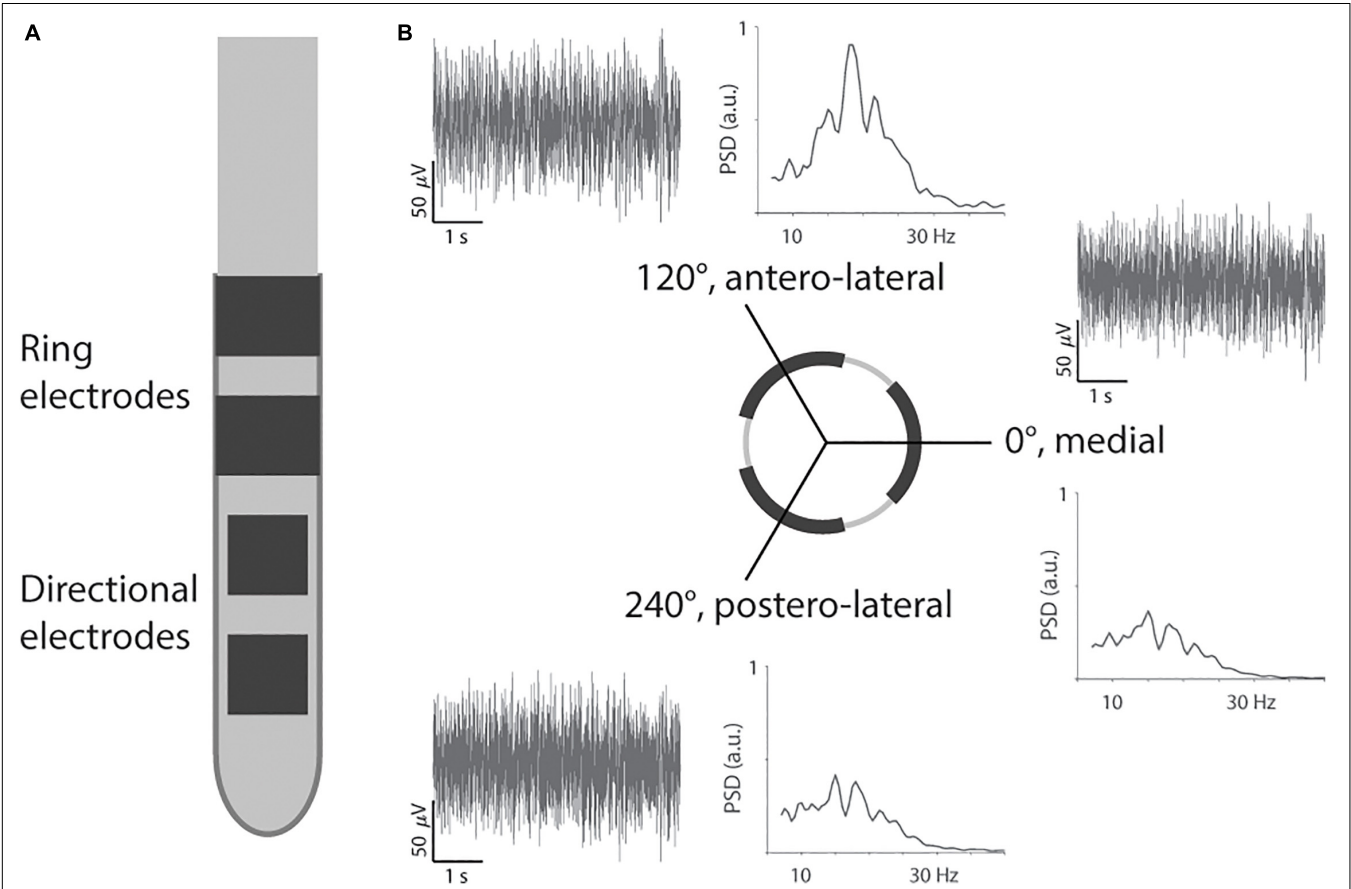 A
Ring
electrodes
Directional
electrodes
B
50 µV
1 s
1
PSD (a.u.)
10 30 Hz
50 µV
1 s
120°, antero-lateral
0°, medial
240°, postero-lateral
1
PSD (a.u.)
10 30 Hz
50 µV
1 s
1
PSD (a.u.)
10 30 Hz